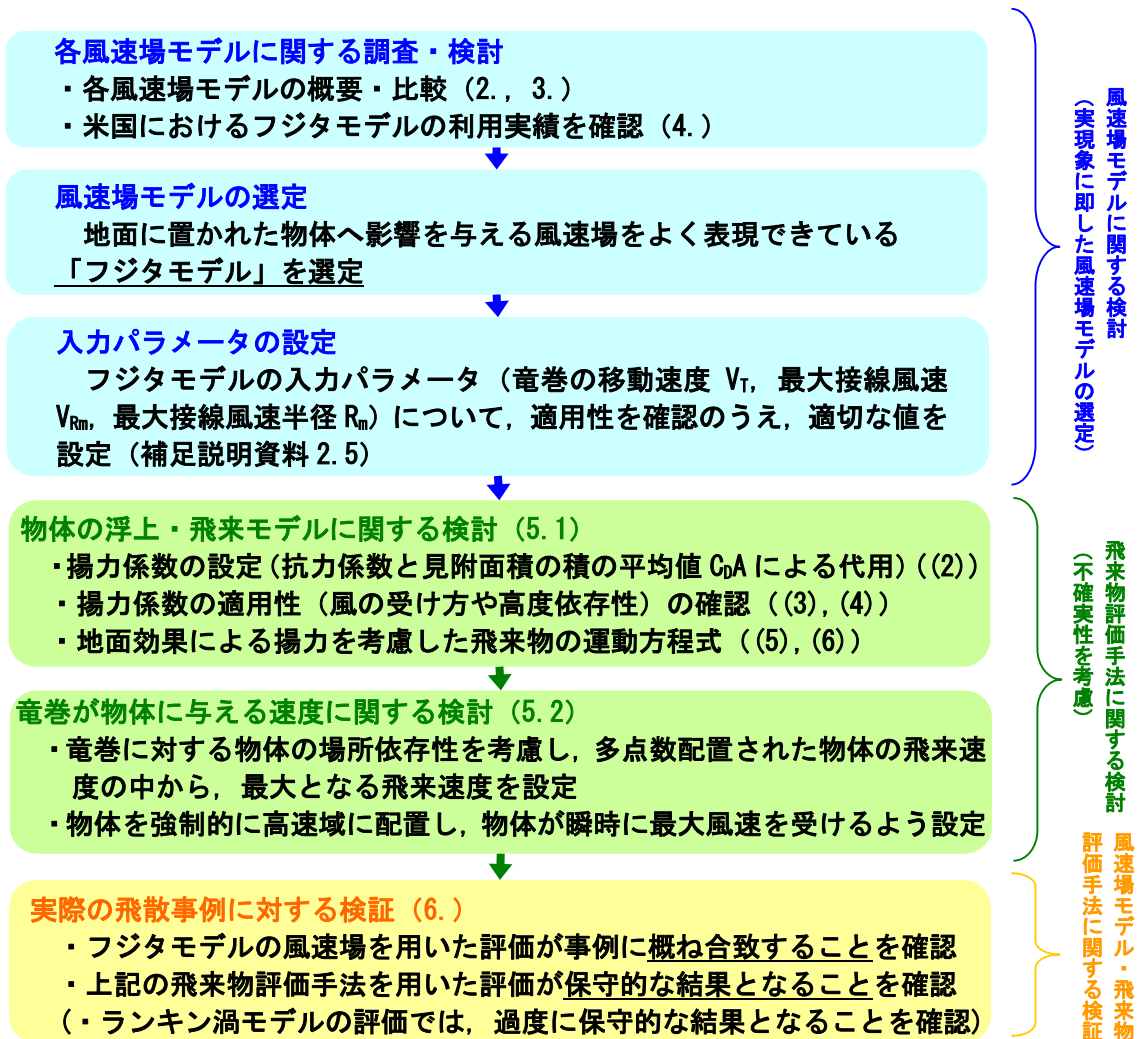 各風速場モデルに関する調査・検討
・各風速場モデルの概要・比較（2., 3.）
・米国におけるフジタモデルの利用実績を確認（4.）
風速場モデルの選定
地面に置かれた物体へ影響を与える風速場をよく表現できている
「フジタモデル」を選定
入力パラメータの設定
フジタモデルの入力パラメータ（竜巻の移動速度 VT, 最大接線風速
VRm, 最大接線風速半径 Rm）について, 適用性を確認のうえ, 適切な値を
設定（補足説明資料 2.5）
風速場モデルに関する検討
（実現象に即した風速場モデルの選定）
物体の浮上・飛来モデルに関する検討（5.1）
・揚力係数の設定（抗力係数と見附面積の積の平均値 CDA による代用）((2))
・揚力係数の適用性（風の受け方や高度依存性）の確認（(3),(4)）
・地面効果による揚力を考慮した飛来物の運動方程式（(5),(6)）
竜巻が物体に与える速度に関する検討（5.2）
・竜巻に対する物体の場所依存性を考慮し, 多点数配置された物体の飛来速
度の中から, 最大となる飛来速度を設定
・物体を強制的に高速域に配置し, 物体が瞬時に最大風速を受けるよう設定
飛来物評価手法に関する検討
（不確実性を考慮）
実際の飛散事例に対する検証（6.）
・フジタモデルの風速場を用いた評価が事例に概ね合致することを確認
・上記の飛来物評価手法を用いた評価が保守的な結果となることを確認
（・ランキン渦モデルの評価では, 過度に保守的な結果となることを確認）
風速場モデル・飛来物
評価手法に関する検証